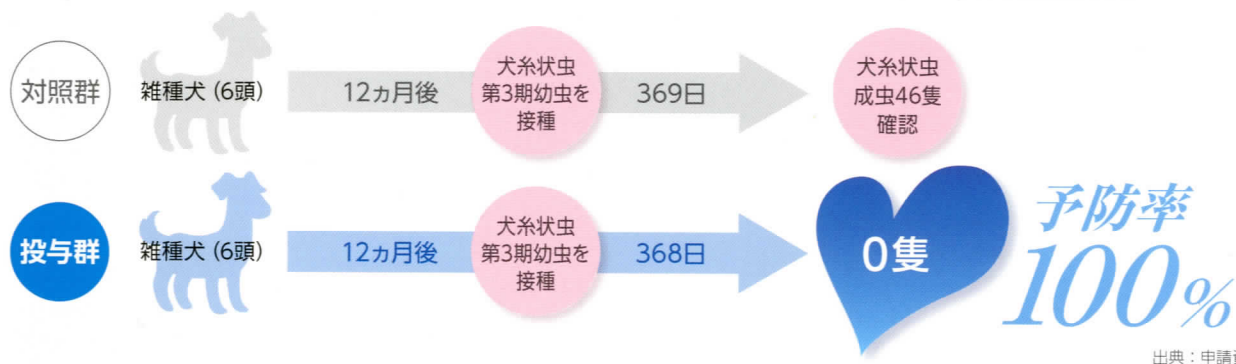 対照群
雑種犬 (6頭)
12ヵ月後
犬糸状虫
第3期幼虫を
接種
369日
犬糸状虫
成虫46隻
確認
投与群
雑種犬 (6頭)
12ヵ月後
犬糸状虫
第3期幼虫を
接種
368日
0隻
予防率
100%
出典：申請